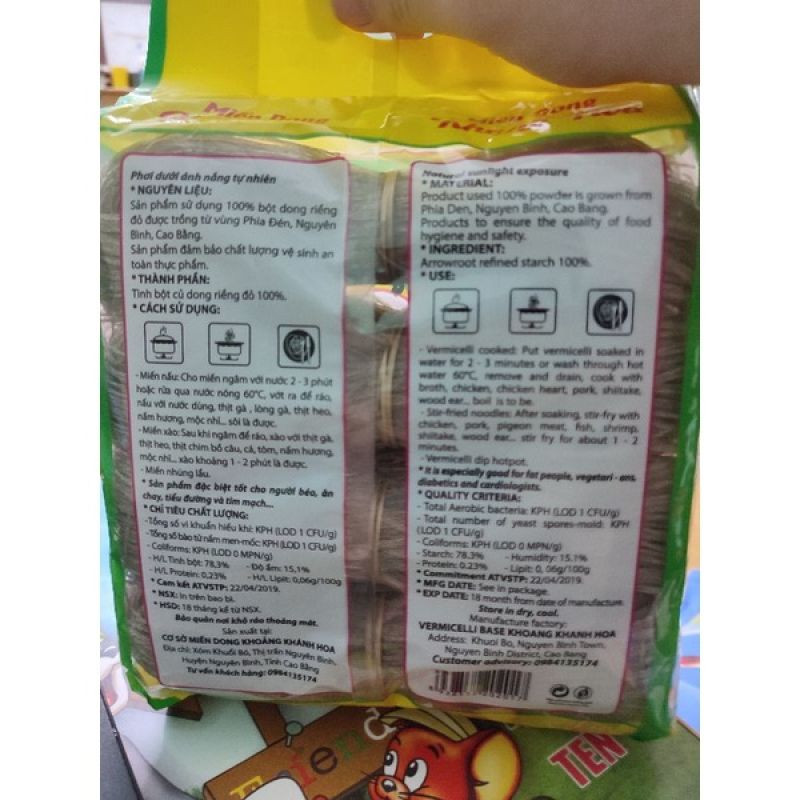 Miến Dong
Miến Dong
Phơi dưới ánh nắng tự nhiên
* NGUYÊN LIỆU:
Sản phẩm sử dụng 100% bột dong riềng
đỏ được trồng từ vùng Phia Đén, Nguyên
Bình, Cao Bằng.
Sản phẩm đảm bảo chất lượng vệ sinh an
toàn thực phẩm.
* THÀNH PHẦN:
Tinh bột củ dong riềng đỏ 100%.
* CÁCH SỬ DỤNG:
- Miến nấu: Cho miến ngâm với nước 2 - 3 phút
hoặc rửa qua nước nóng 60°C, vớt ra để ráo,
nấu với nước dùng, thịt gà, lòng gà, thịt heo,
nấm hương, mộc nhĩ... sôi là được.
- Miến xào: Sau khi ngâm để ráo, xào với thịt gà,
thịt heo, thịt chim bồ câu, cá, tôm, nấm hương,
mộc nhĩ... xào khoảng 1 - 2 phút là được.
- Miến nhúng lẩu.
* Sản phẩm đặc biệt tốt cho người béo, ăn
chay, tiểu đường và tim mạch...
* CHỈ TIÊU CHẤT LƯỢNG:
- Tổng số vi khuẩn hiếu khí: KPH (LOD 1 CFU/g)
- Tổng số bào tử nấm men-mốc: KPH (LOD 1 CFU/g)
- Coliforms: KPH (LOD 0 MPN/g)
- H/L Tinh bột: 78,3% - Độ ẩm: 15,1%
- H/L Protein: 0,23% - H/L Lipit: 0,06g/100g
* Cam kết ATVSTP: 22/04/2019.
* NSX: In trên bao bì.
* HSD: 18 tháng kể từ NSX.
Bảo quản nơi khô ráo thoáng mát.
Sản xuất tại:
CƠ SỞ MIẾN DONG KHOÀNG KHÁNH HOA
Địa chỉ: Xóm Khuổi Bó, Thị trấn Nguyên Bình,
Huyện Nguyên Bình, Tỉnh Cao Bằng
Tư vấn khách hàng: 0984135174
Natural sunlight exposure
* MATERIAL:
Product used 100% powder is grown from
Phia Den, Nguyen Binh, Cao Bang.
Products to ensure the quality of food
hygiene and safety.
* INGREDIENT:
Arrowroot refined starch 100%.
* USE:
- Vermicelli cooked: Put vermicelli soaked in
water for 2 - 3 minutes or wash through hot
water 60°C, remove and drain, cook with
broth, chicken, chicken heart, pork, shiitake,
wood ear... boil is to be.
- Stir-fried noodles: After soaking, stir-fry with
chicken, pork, pigeon meat, fish, shrimp,
shiitake, wood ear... stir fry for about 1 - 2
minutes.
- Vermicelli dip hotpot.
* It is especially good for fat people, vegetari - ans,
diabetics and cardiologists.
* QUALITY CRITERIA:
- Total Aerobic bacteria: KPH (LOD 1 CFU/g)
- Total number of yeast spores-mold: KPH
(LOD 1 CFU/g)
- Coliforms: KPH (LOD 0 MPN/g)
- Starch: 78.3% - Humidity: 15.1%
- Protein: 0.23% - Lipit: 0, 06g/100g
* Commitment ATVSTP: 22/04/2019.
* MFG DATE: See in package.
* EXP DATE: 18 month from date of manufacture.
Store in dry, cool.
Manufacture factory:
VERMICELLI BASE KHOANG KHANH HOA
Address: Khuoi Bo, Nguyen Binh Town,
Nguyen Binh District, Cao Bang
Customer advisory: 0984135174
Friend
TEN